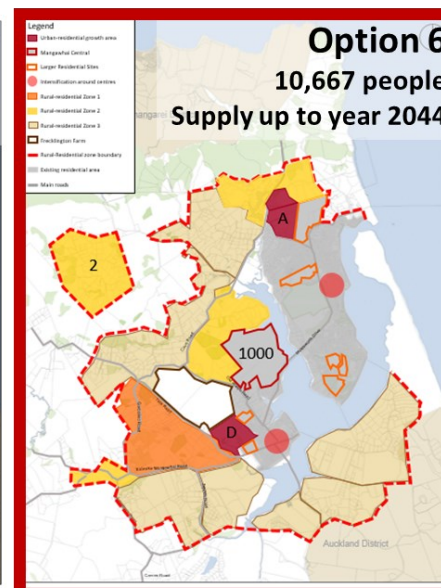 Legend
Urban-residential growth area
Mangawhai Central
Larger Residential Sites
Intensification around centres
Rural-residential Zone 1
Rural-residential Zone 2
Rural-residential Zone 3
Frecklington Farm
Rural-Residential zone boundary
Existing residential area
Main roads
Option 6
10,667 people
Supply up to year 2044
A
2
1000
D
Auckland District